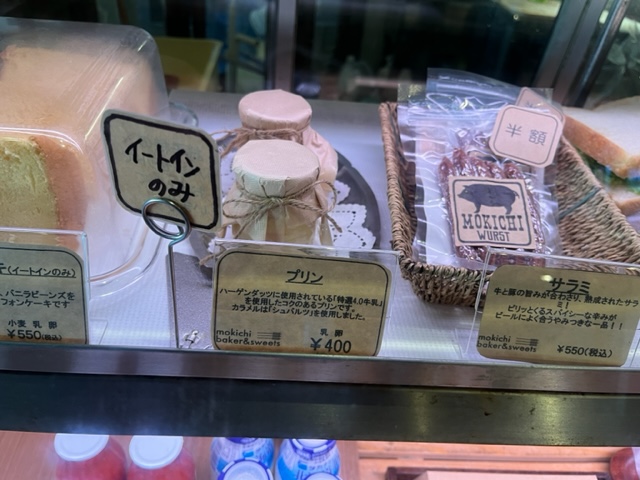 イートイン
のみ
半額
MOKICHI
WURST
(イートインのみ)
バニラビーンズを
フォンケーキです
小麦 乳 卵
¥550(税込)
プリン
ハーゲンダッツに使用されている「特選4.0牛乳」
を使用したコクのあるプリンです。
カラメルは「シュバルツ」を使用しました。
乳 卵
mokichi
baker&sweets
¥400
サラミ
牛と豚の旨みが合わさり、熟成されたサラ
ミ!
ピリッとくるスパイシーな辛みが
ビールによく合うやみつきな一品!!
mokichi
baker&sweets
¥550(税込)